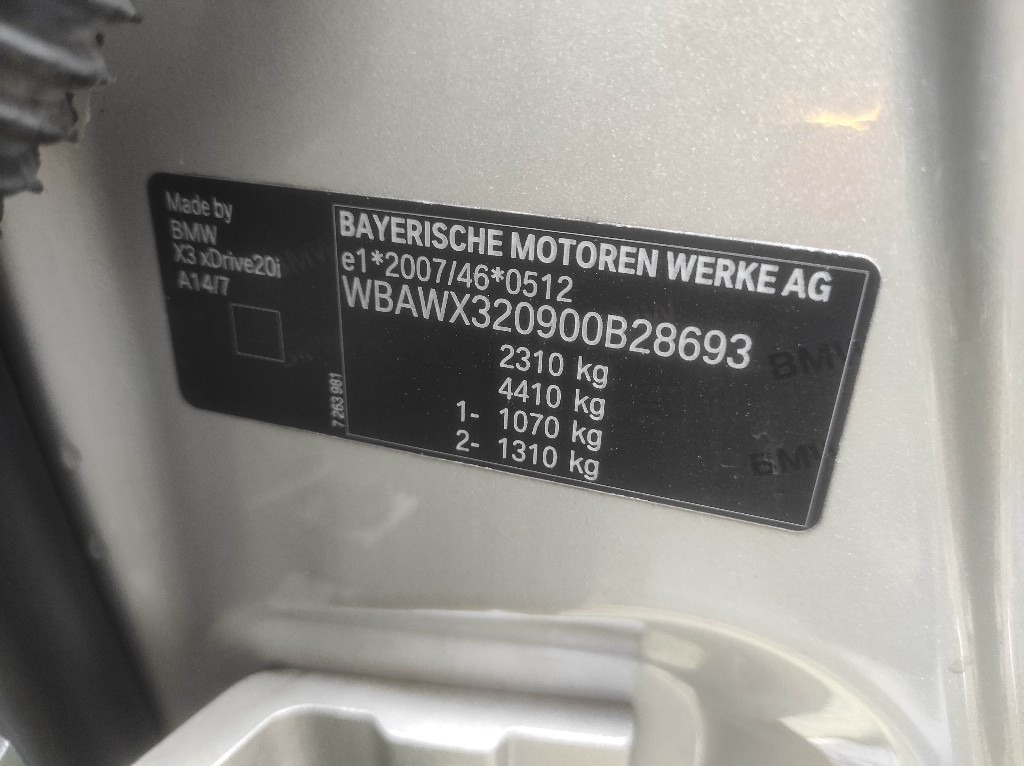 Made by
BMW
X3 xDrive20i
A14/7
7 263 981
BAYERISCHE MOTOREN WERKE AG
e1*2007/46*0512
WBAWX320900B28693
2310 kg
4410 kg
1- 1070 kg
2- 1310 kg
BMW
BMW